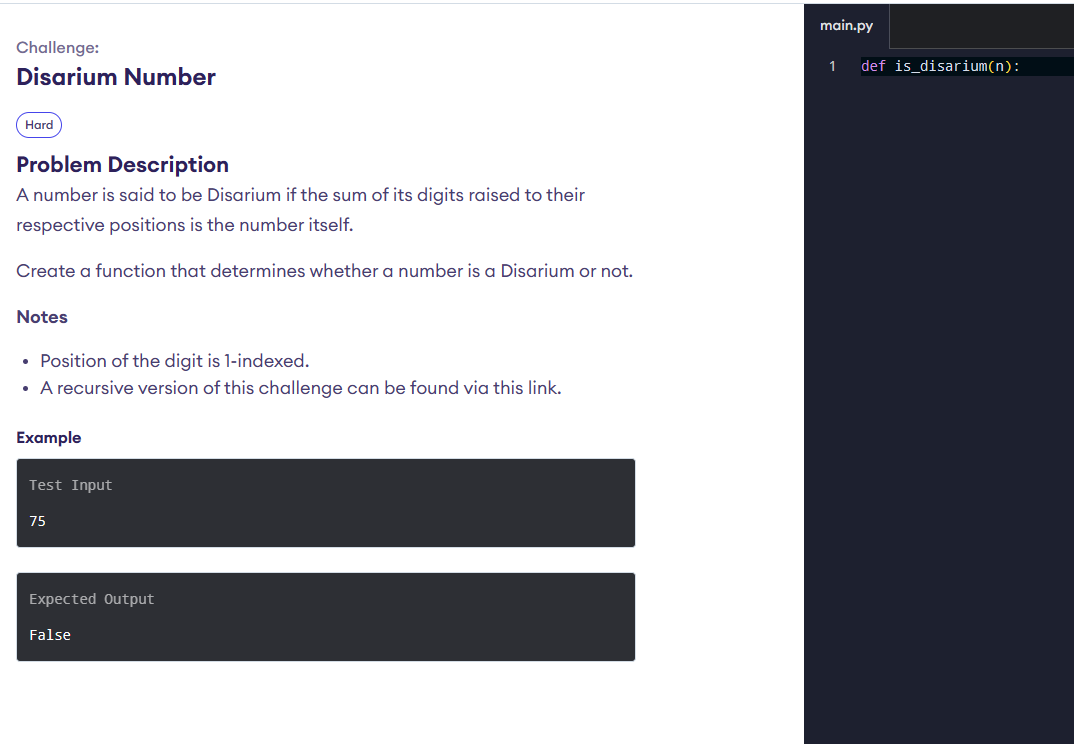 Challenge:
Disarium Number
Hard
Problem Description
A number is said to be Disarium if the sum of its digits raised to their
respective positions is the number itself.
Create a function that determines whether a number is a Disarium or not.
Notes
• Position of the digit is 1-indexed.
• A recursive version of this challenge can be found via this link.
Example
Test Input
75
Expected Output
False
main.py
1 def is_disarium(n):